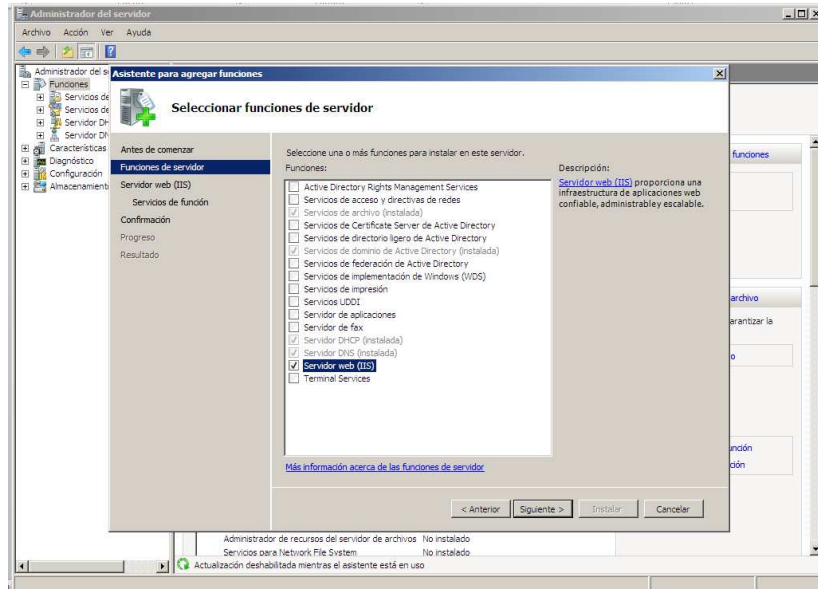 Administrador del servidor
Archivo Acción Ver Ayuda
Administrador del
Funciones
Servicios de
Servicios de
Servidor
Servidor
Características
Diagnóstico
Configuración
Asistente para agregar funciones
Seleccionar funciones de servidor
Antes de comenzar
Funciones de servidor
Servidor web (IIS)
Servicios de función
Confirmación
Progreso
Resultado
Seleccione una o más funciones para instalar en este servidor.
Funciones:
Active Directory Rights Management Services
Servicios de acceso y directivas de redes
Servicios de archivo (instalada)
Servicios de Certificate Server de Active Directory
Servicios de directorio ligero de Active Directory
Servicios de dominio de Active Directory (instalada)
Servicios de federación de Active Directory
Servicios de implementación de Windows (WDS)
Servicios de impresión
Servicios UDDI
Servidor de aplicaciones
Servidor de fax
Servidor DHCP (instalada)
Servidor DNS (instalada)
Servidor web (IIS)
Terminal Services
Más información acerca de las funciones de servidor
Descripción:
Servidor web (IIS) proporciona una
infraestructura de aplicaciones web
confiable, administrable y escalable.
< Anterior Siguiente > Instalar Cancelar
funciones
archivo
arantizar la
Administrador de recursos del servidor de archivos No instalado
Servicios para Network File System No instalado
Actualización deshabilitada mientras el asistente está en uso